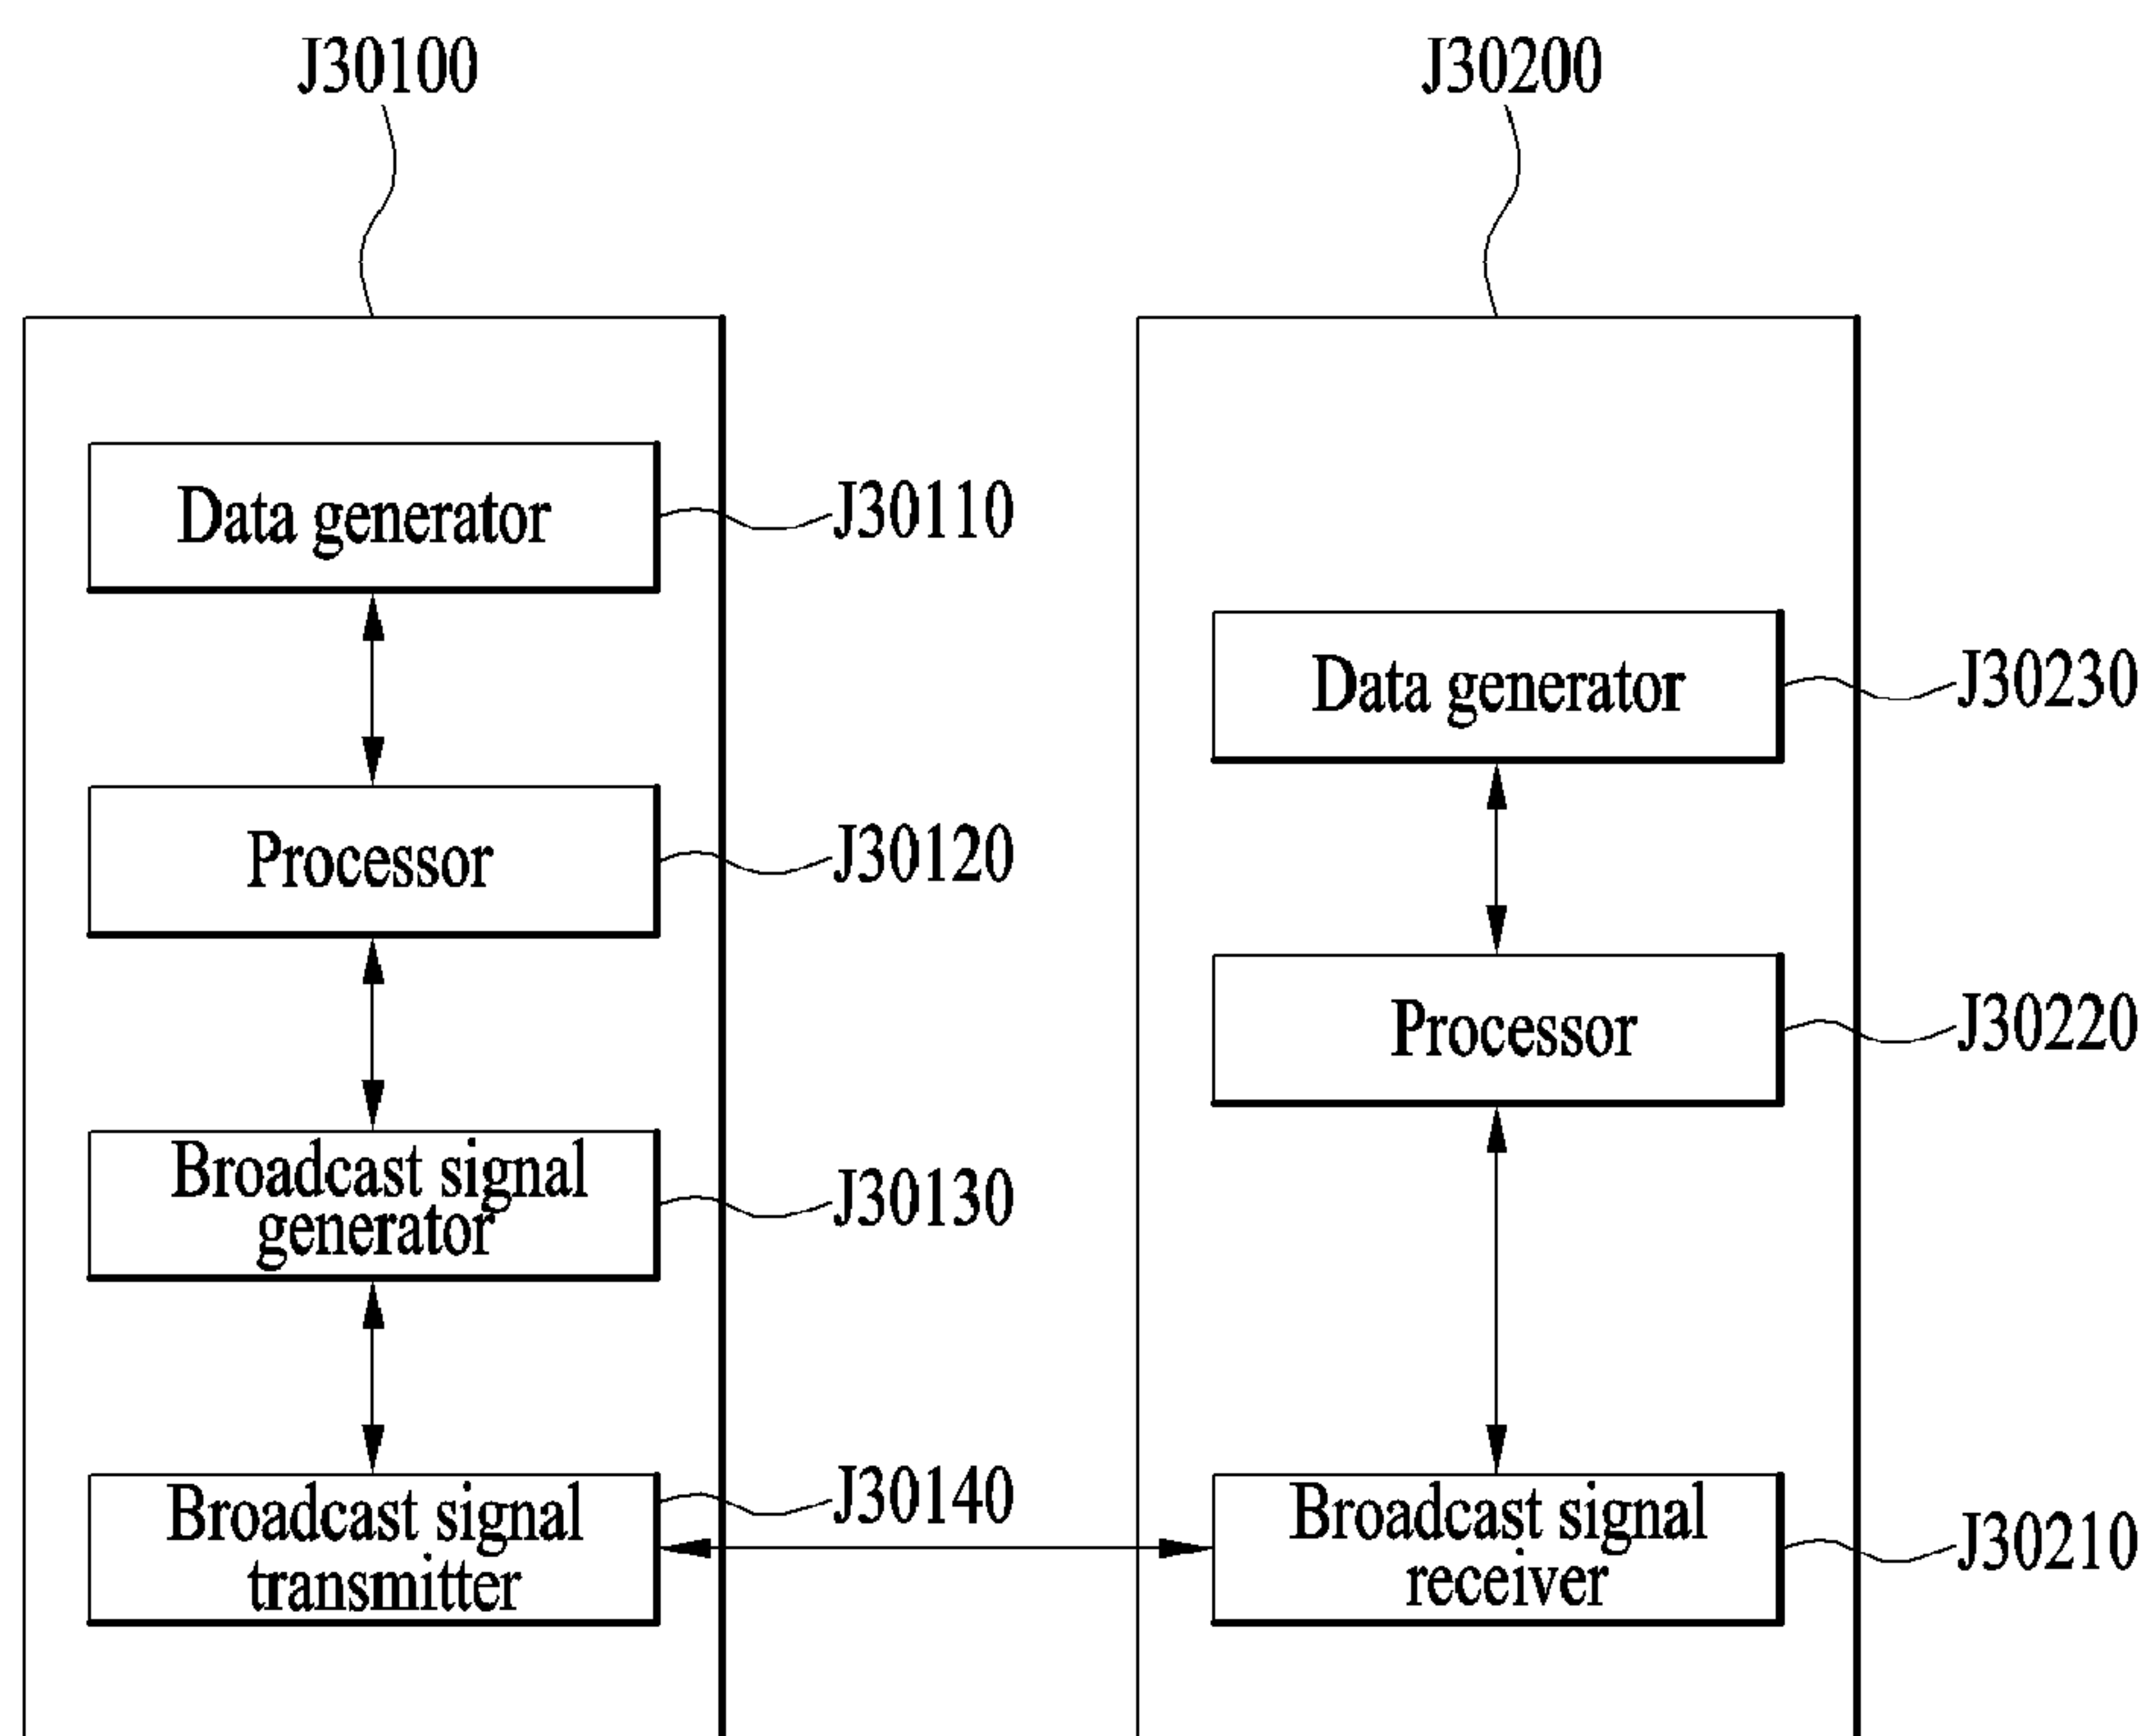 J30100
J30200
Data generator
J30110
Data generator
J30230
Processor
J30120
Processor
J30220
Broadcast signal
generator
J30130
Broadcast signal
transmitter
J30140
Broadcast signal
receiver
J30210